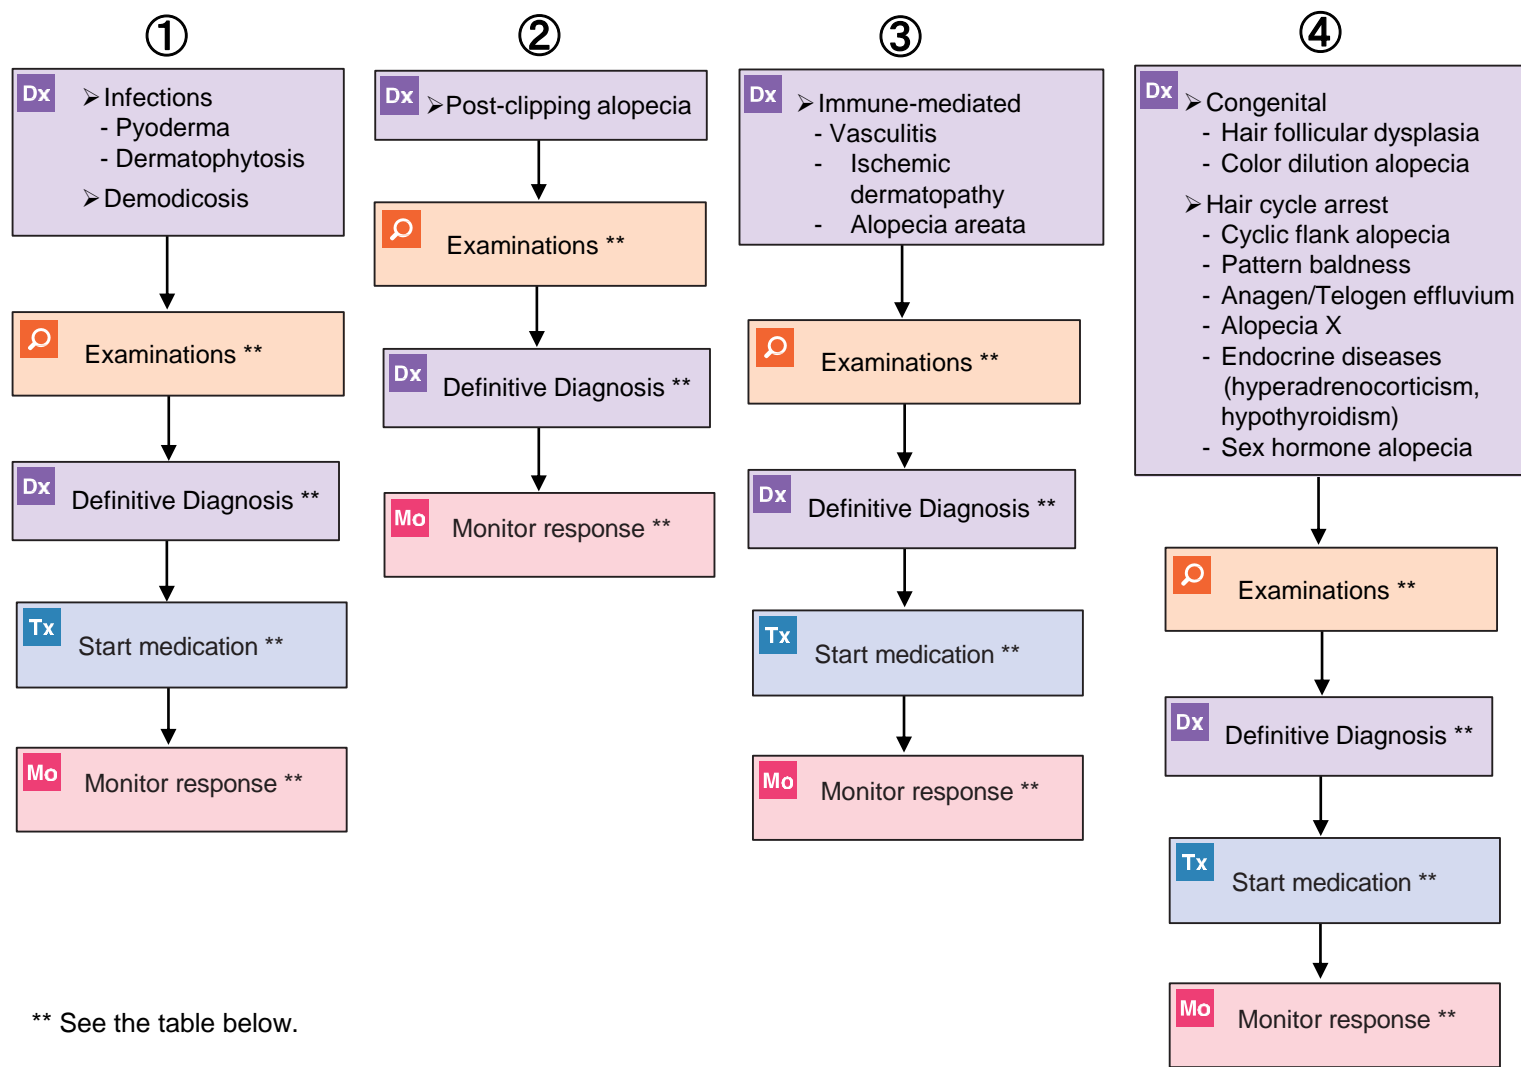 ①
Dx
➢ Infections
- Pyoderma
- Dermatophytosis
➢ Demodicosis
Examinations **
Dx
Definitive Diagnosis **
Tx
Start medication **
Mo
Monitor response **
②
Dx
➢ Post-clipping alopecia
Examinations **
Dx
Definitive Diagnosis **
Mo
Monitor response **
③
Dx
➢ Immune-mediated
- Vasculitis
- Ischemic
dermatopathy
- Alopecia areata
Examinations **
Dx
Definitive Diagnosis **
Tx
Start medication **
Mo
Monitor response **
④
Dx
➢ Congenital
- Hair follicular dysplasia
- Color dilution alopecia
➢ Hair cycle arrest
- Cyclic flank alopecia
- Pattern baldness
- Anagen/Telogen effluvium
- Alopecia X
- Endocrine diseases
(hyperadrenocorticism,
hypothyroidism)
- Sex hormone alopecia
Examinations **
Dx
Definitive Diagnosis **
Tx
Start medication **
Mo
Monitor response **
** See the table below.